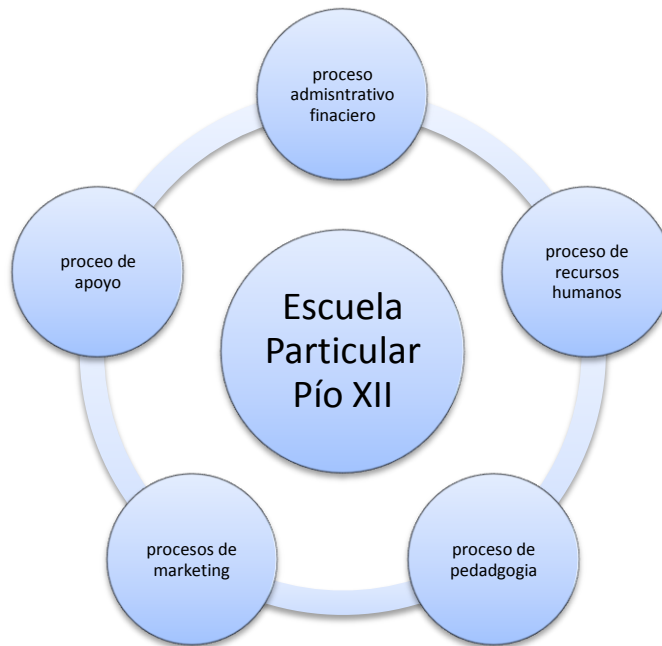 proceso
admisntrativo
finaciero
proceso de
recursos
humanos
proceso de
pedadgogia
procesos de
marketing
proceo de
apoyo
Escuela
Particular
Pío XII